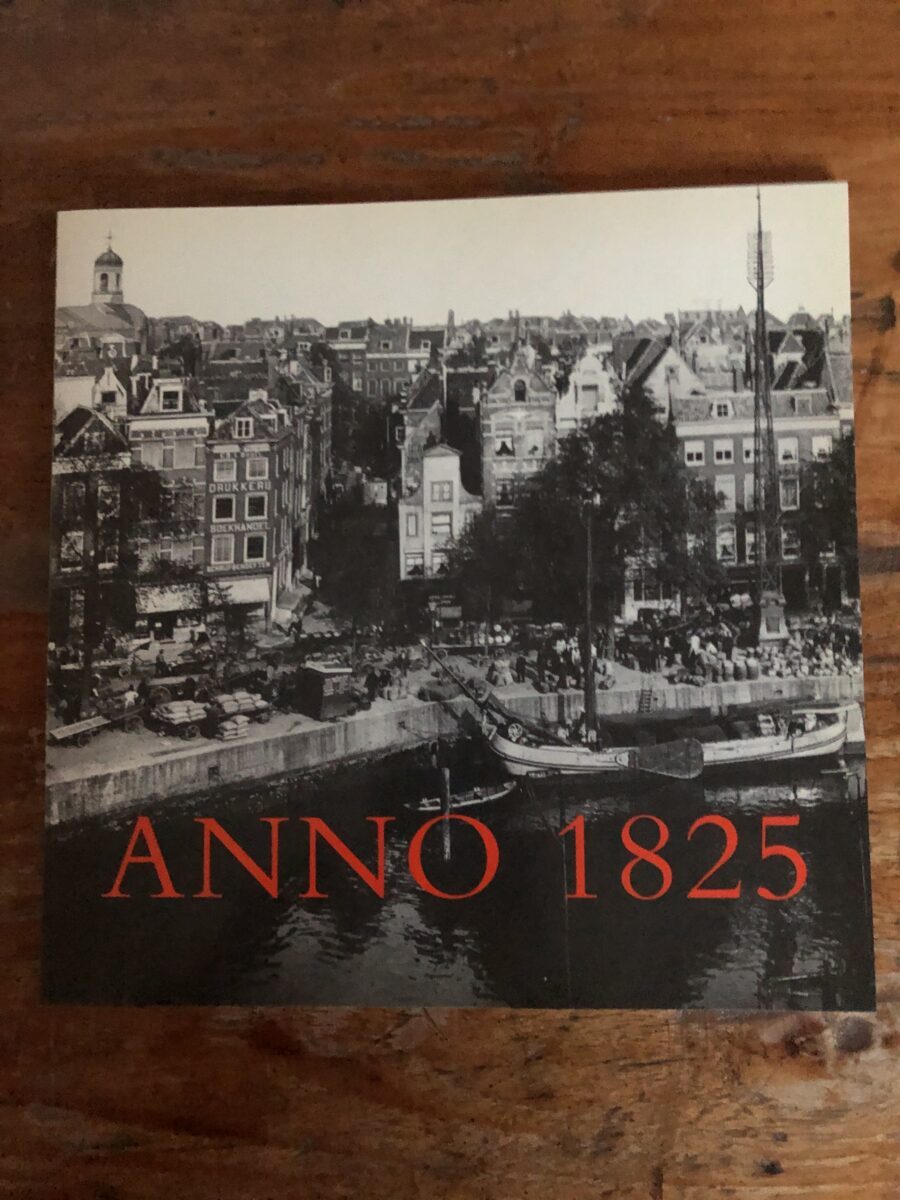 DRUKKERIJ
BOEKHANDEL
ANNO 1825